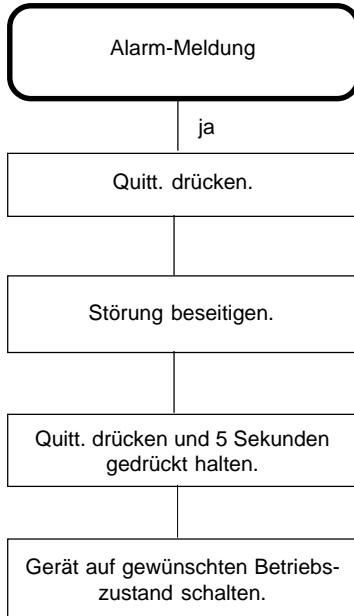 Alarm-Meldung
ja
Quitt. drücken.
Störung beseitigen.
Quitt. drücken und 5 Sekunden
gedrückt halten.
Gerät auf gewünschten Betriebs-
zustand schalten.